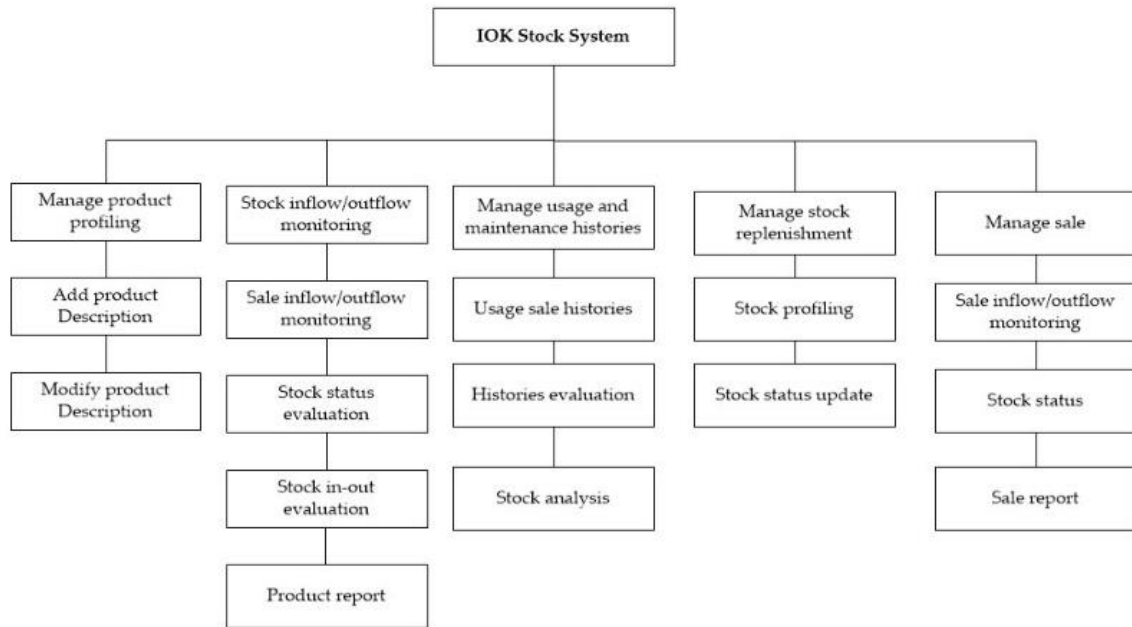 IOK Stock System
Manage product
profiling
Add product
Description
Modify product
Description
Stock inflow/outflow
monitoring
Sale inflow/outflow
monitoring
Stock status
evaluation
Stock in-out
evaluation
Product report
Manage usage and
maintenance histories
Usage sale histories
Histories evaluation
Stock analysis
Manage stock
replenishment
Stock profiling
Stock status update
Manage sale
Sale inflow/outflow
monitoring
Stock status
Sale report